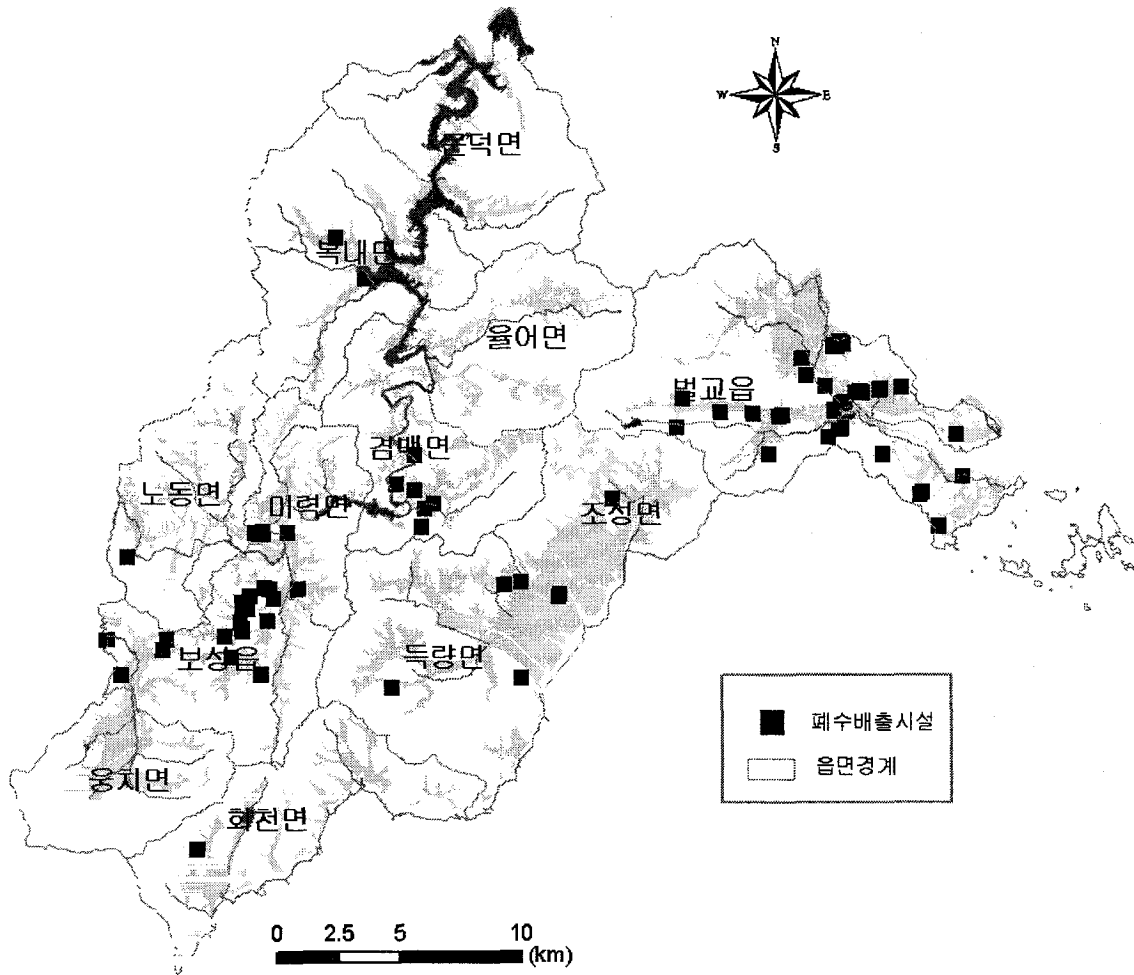 N
W
E
S
문덕면
복내면
율어면
벌교읍
겸백면
노동면
미력면
조성면
보성읍
득량면
웅치면
회천면
폐수배출시설
읍면경계
0 2.5 5 10 (km)